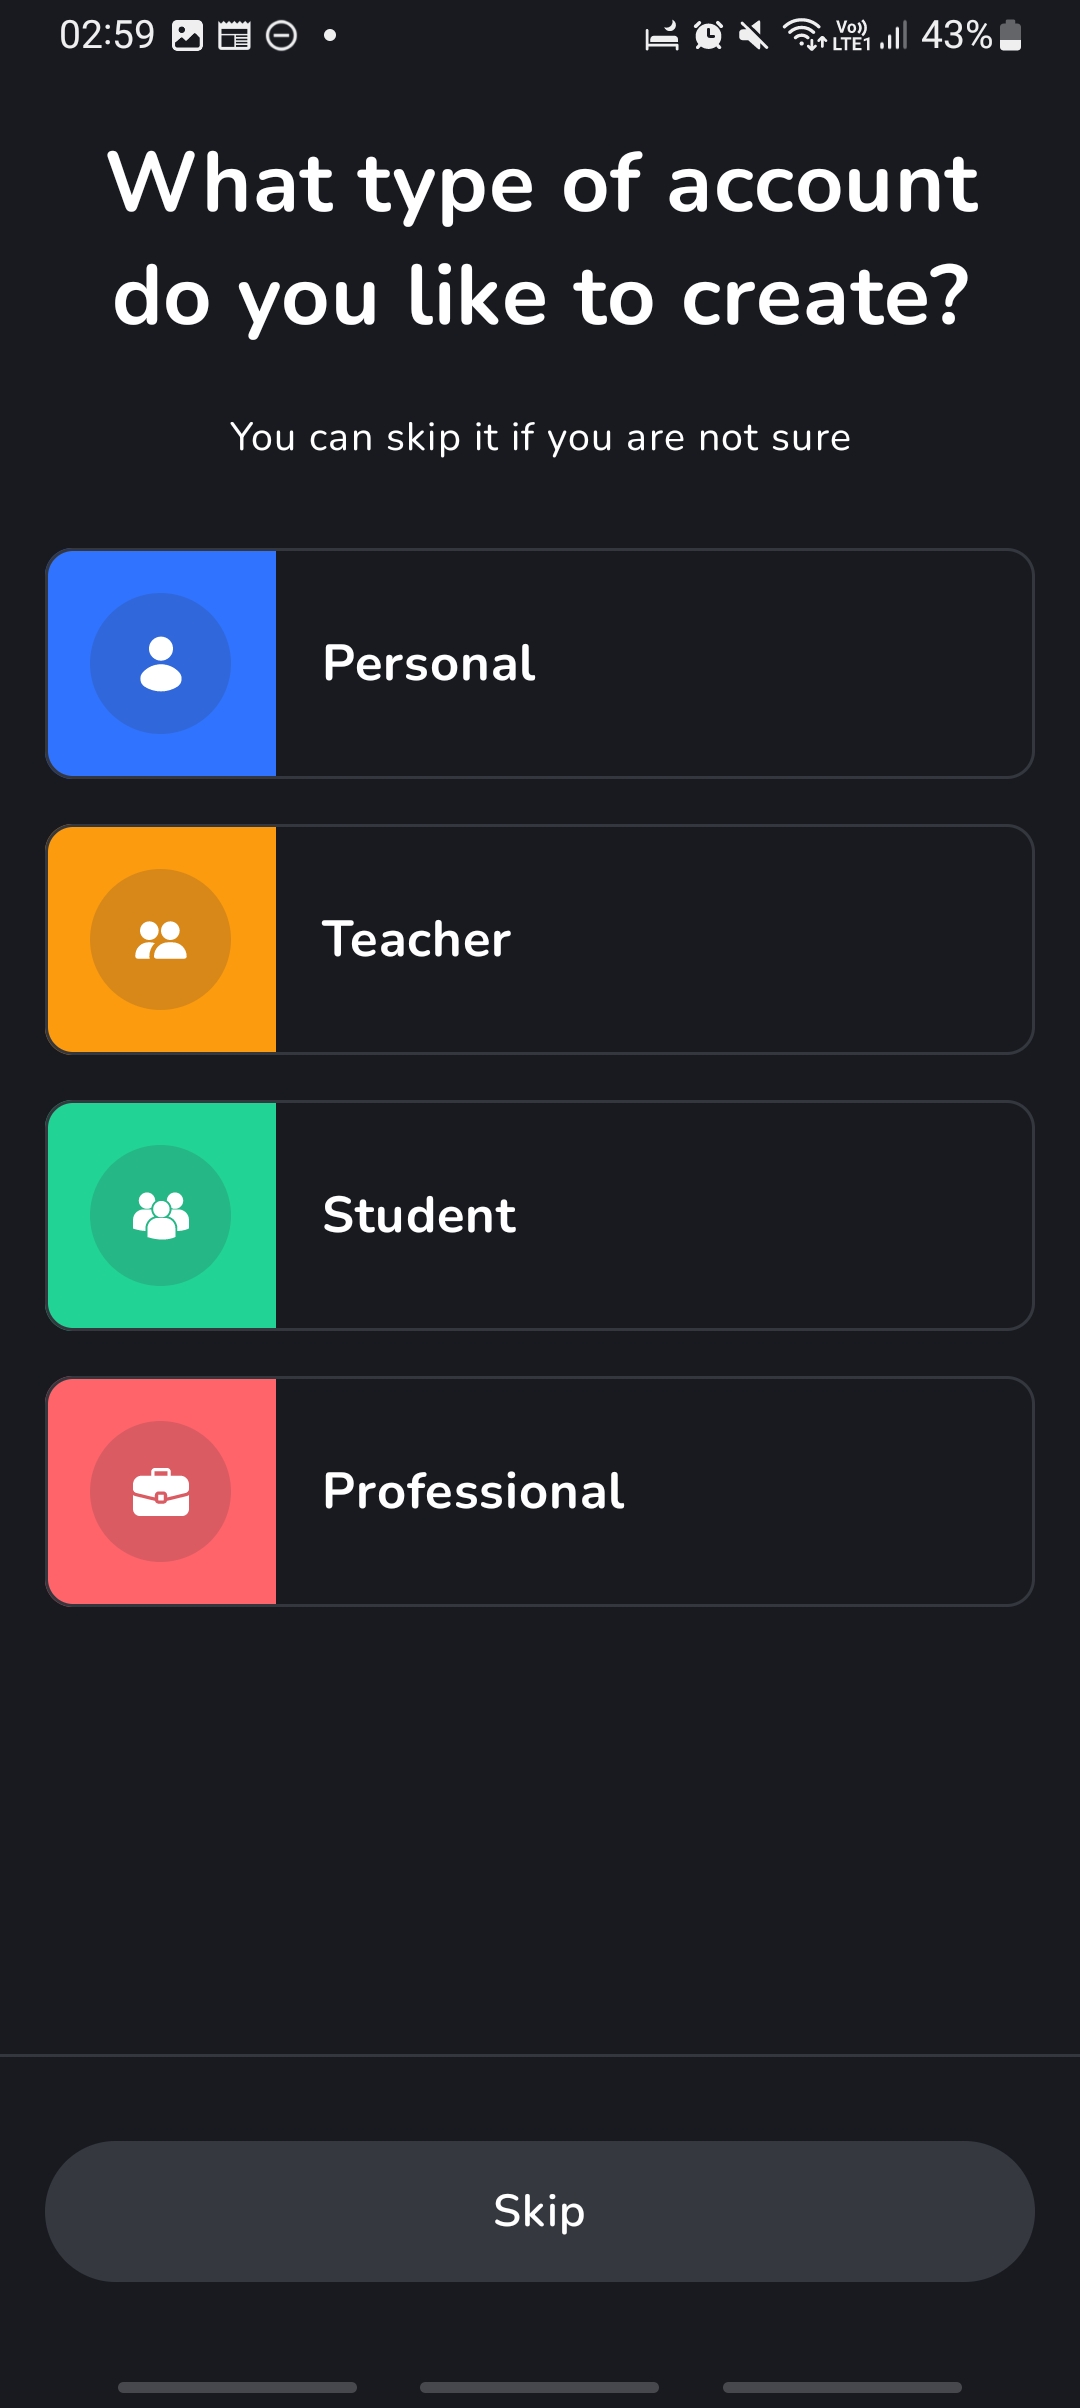 02:59
Vo)) LTE1 43%
What type of account
do you like to create?
You can skip it if you are not sure
Personal
Teacher
Student
Professional
Skip